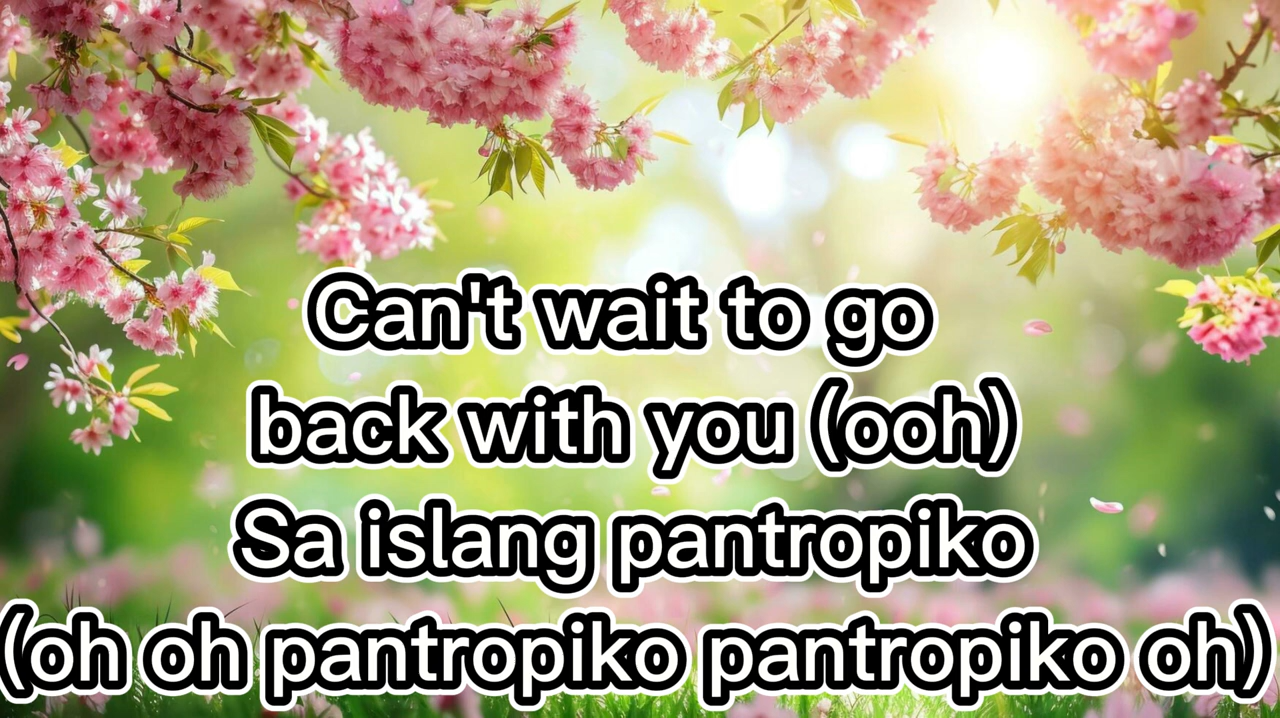 Can't wait to go
back with you (ooh)
Sa islang pantropiko
(oh oh pantropiko pantropiko oh)